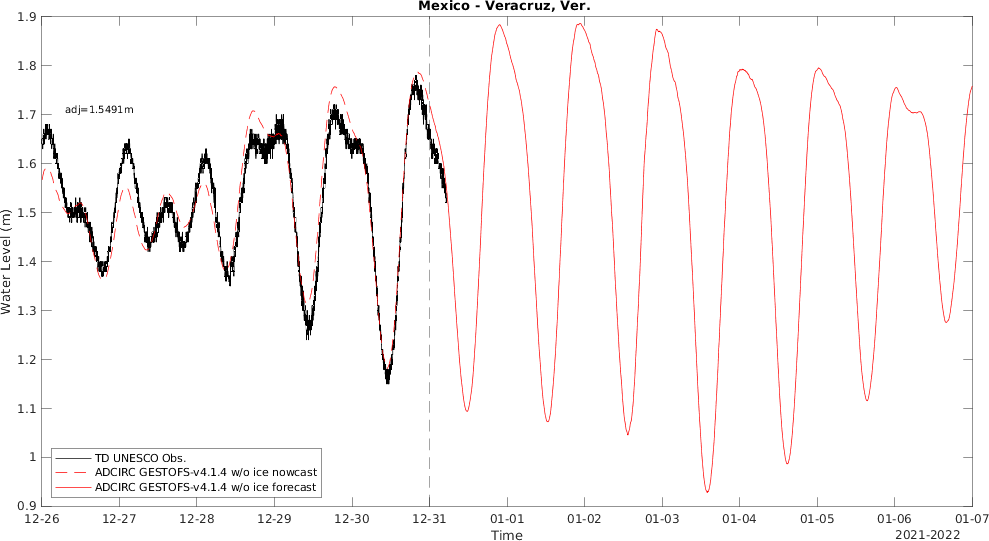 Mexico - Veracruz, Ver.
1.9
1.8
1.7
1.6
1.5
1.4
1.3
1.2
1.1
1
0.9
Water Level (m)
adj=1.5491m
TD UNESCO Obs.
ADCIRC GESTOFS-v4.1.4 w/o ice nowcast
ADCIRC GESTOFS-v4.1.4 w/o ice forecast
12-26 12-27 12-28 12-29 12-30 12-31 01-01 01-02 01-03 01-04 01-05 01-06 01-07
Time
2021-2022